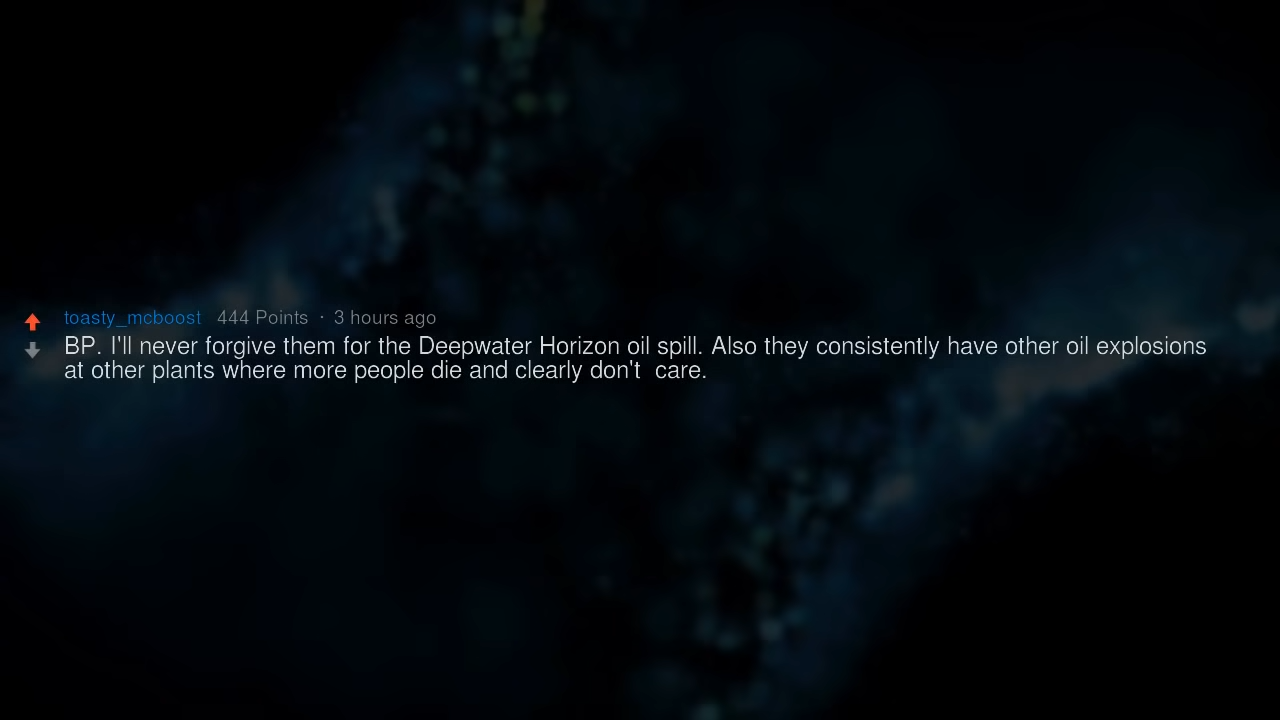 toasty_mcboost 444 Points · 3 hours ago
BP. I'll never forgive them for the Deepwater Horizon oil spill. Also they consistently have other oil explosions
at other plants where more people die and clearly don't  care.